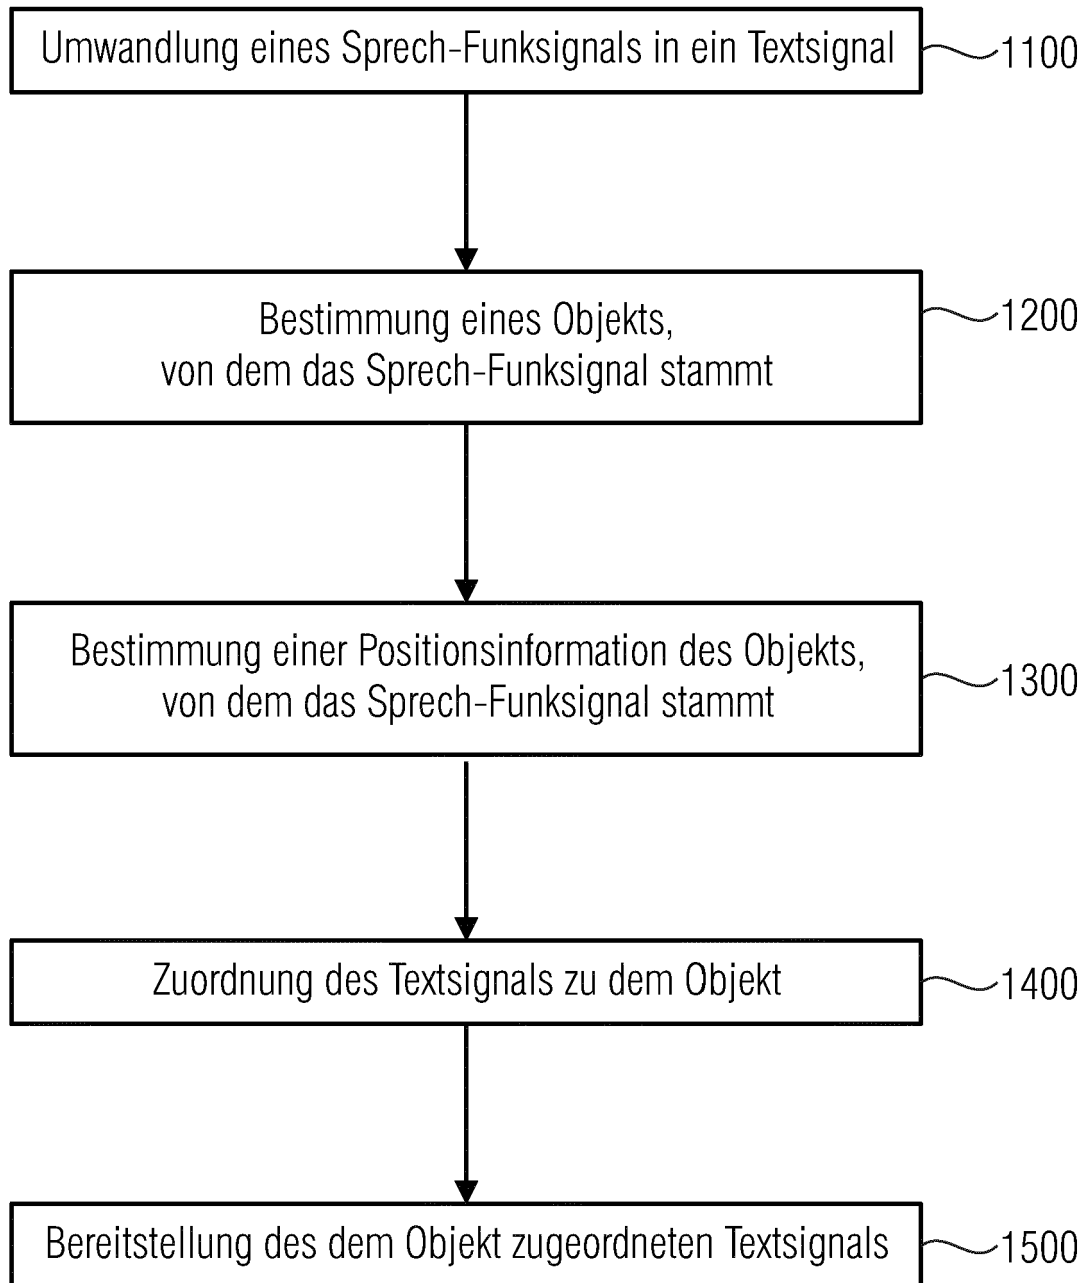 Umwandlung eines Sprech-Funksignals in ein Textsignal
1100
Bestimmung eines Objekts,
von dem das Sprech-Funksignal stammt
1200
Bestimmung einer Positionsinformation des Objekts,
von dem das Sprech-Funksignal stammt
1300
Zuordnung des Textsignals zu dem Objekt
1400
Bereitstellung des dem Objekt zugeordneten Textsignals
1500